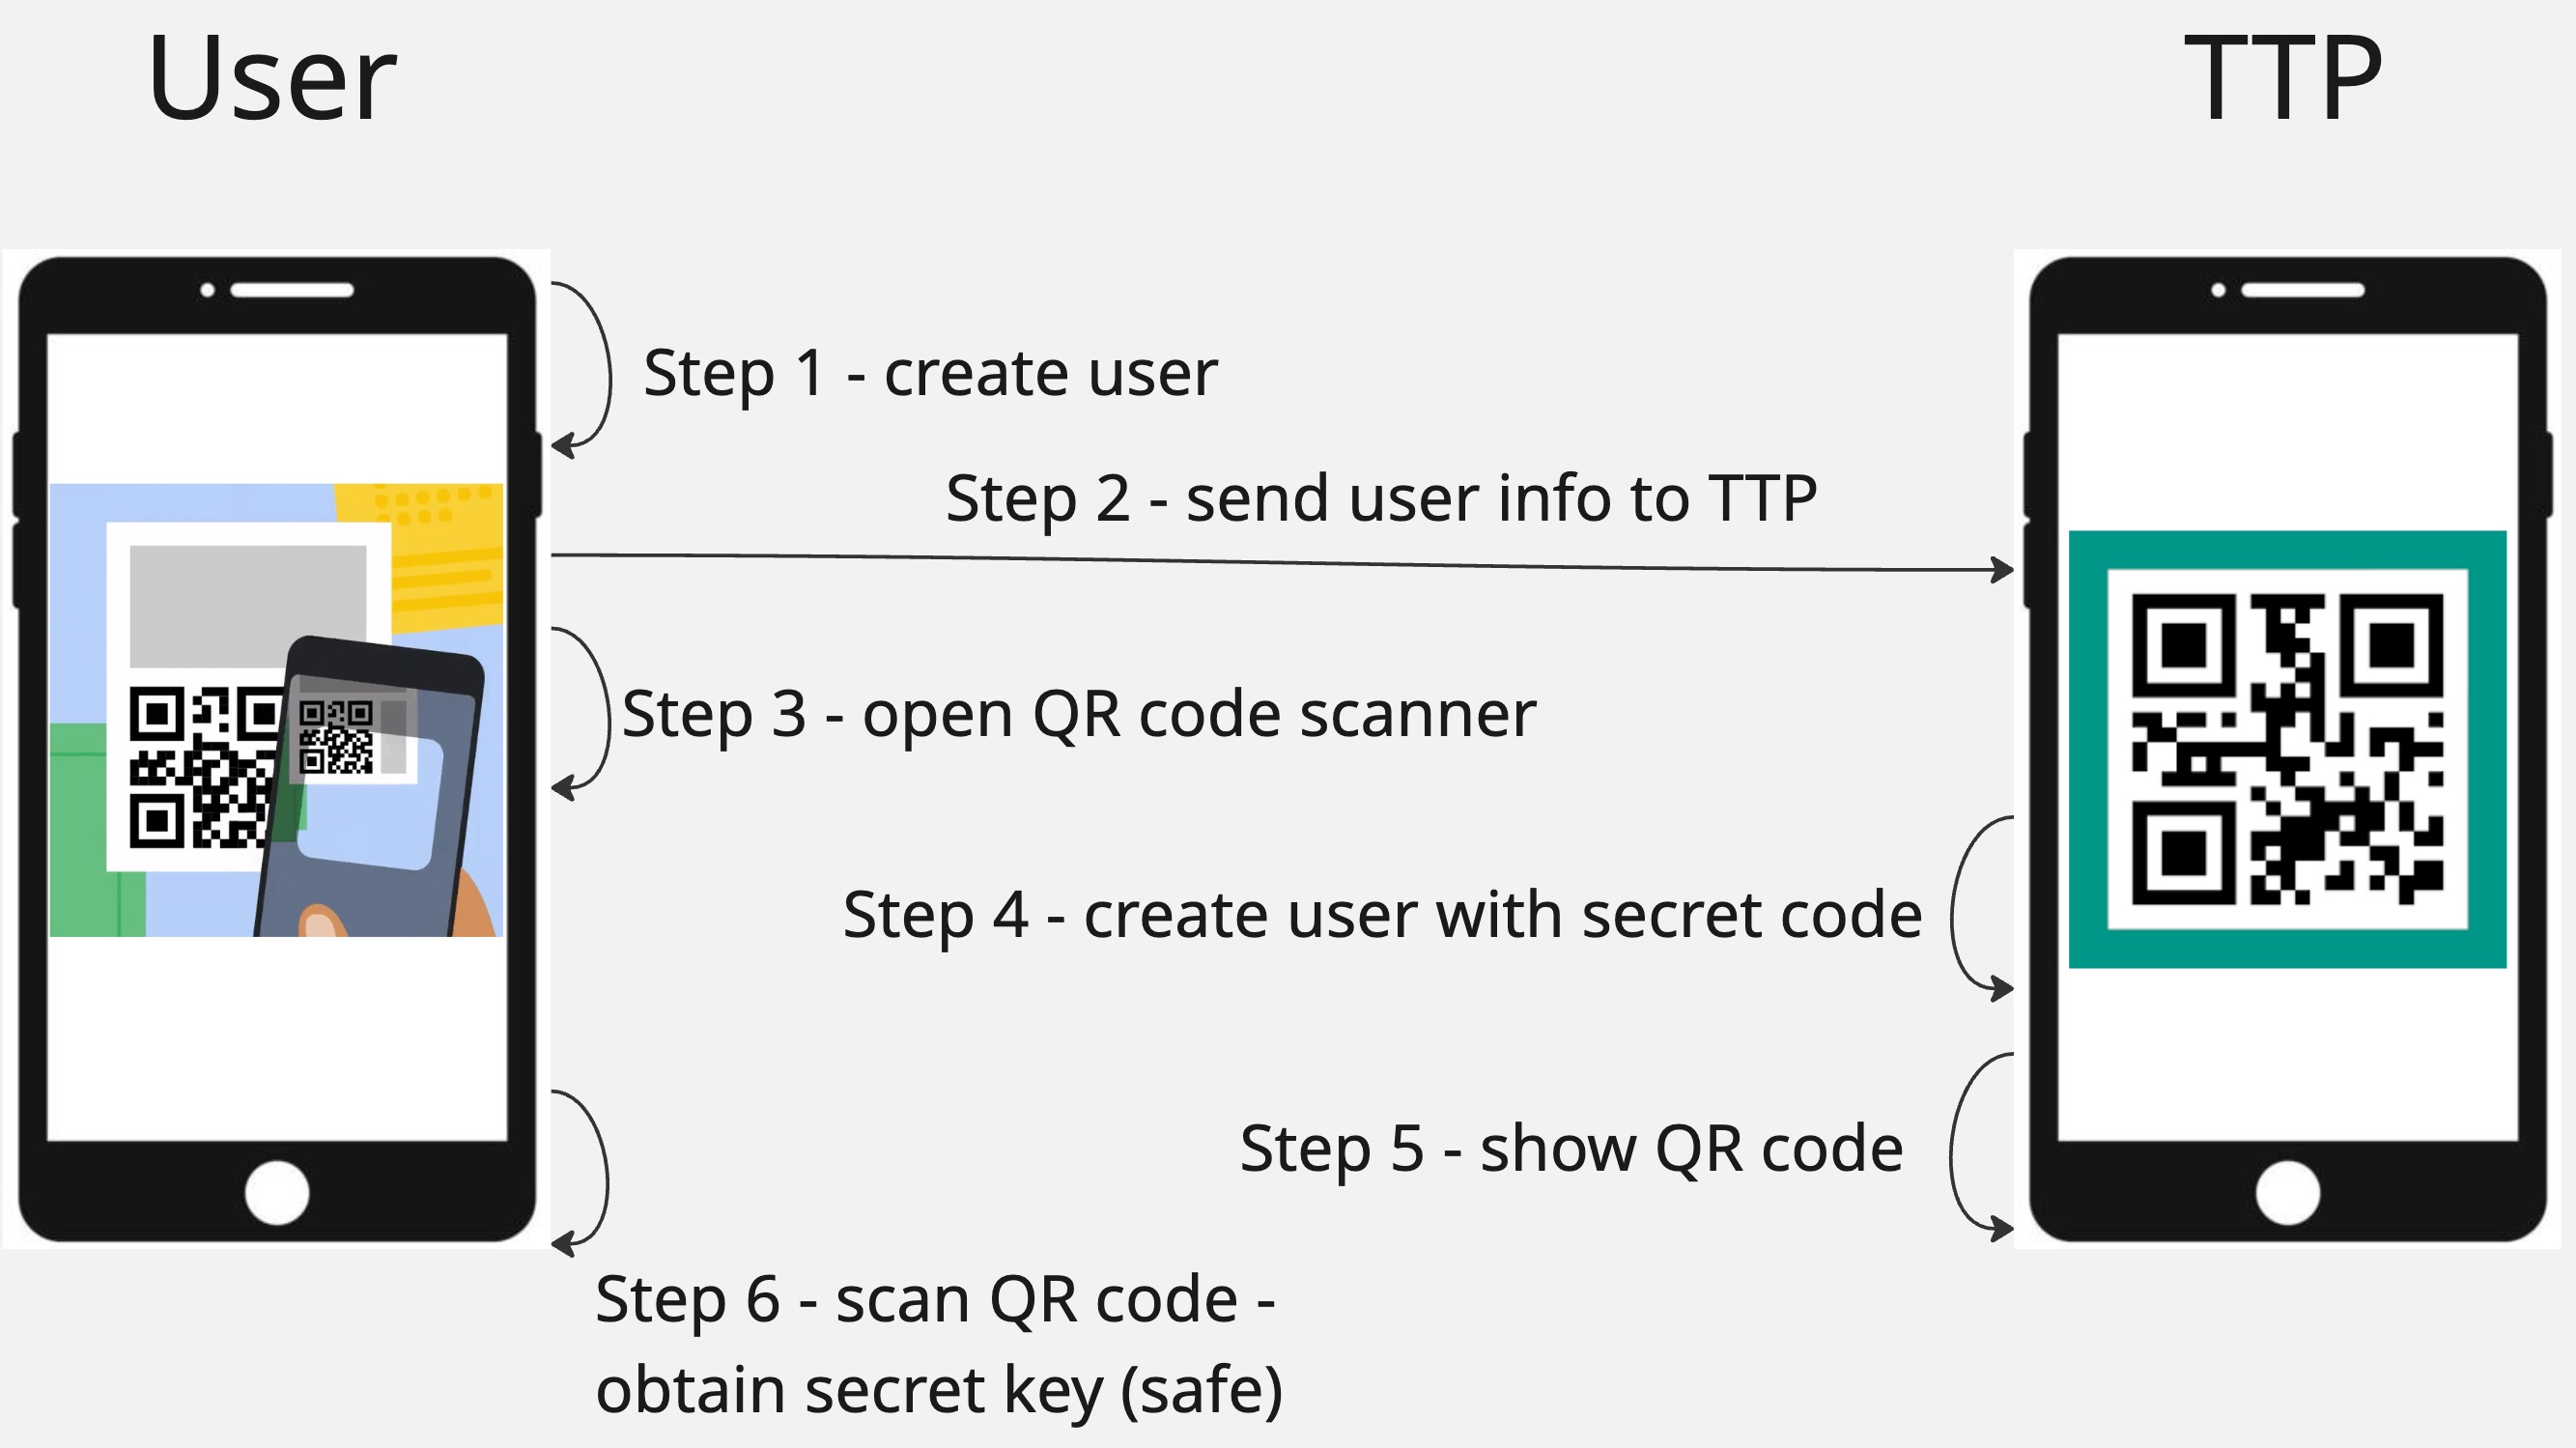 User
TTP
Step 1 - create user
Step 2 - send user info to TTP
Step 3 - open QR code scanner
Step 4 - create user with secret code
Step 5 - show QR code
Step 6 - scan QR code -
obtain secret key (safe)